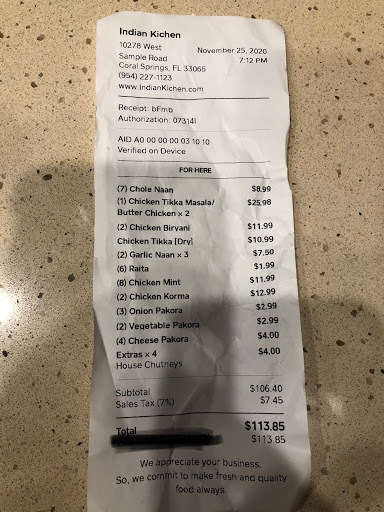 Indian Kichen
10278 West
November 25, 2020
Sample Road
7:12 PM
Coral Springs, FL 33065
(954) 227-1123
www.IndianKichen.com
Receipt: bFmb
Authorization: 07314I
AID A0 00 00 00 03 10 10
Verified on Device
FOR HERE
(7) Chole Naan $8.99
(1) Chicken Tikka Masala/ $25.98
Butter Chicken × 2
(2) Chicken Biryani $11.99
Chicken Tikka [Dry] $10.99
(2) Garlic Naan × 3 $7.50
(6) Raita $1.99
(8) Chicken Mint $11.99
(2) Chicken Korma $12.99
(3) Onion Pakora $2.99
(2) Vegetable Pakora $2.99
(4) Cheese Pakora $4.00
Extras × 4 $4.00
House Chutneys
Subtotal $106.40
Sales Tax (7%) $7.45
Total $113.85
$113.85
We appreciate your business.
So, we commit to make fresh and quality
food always.